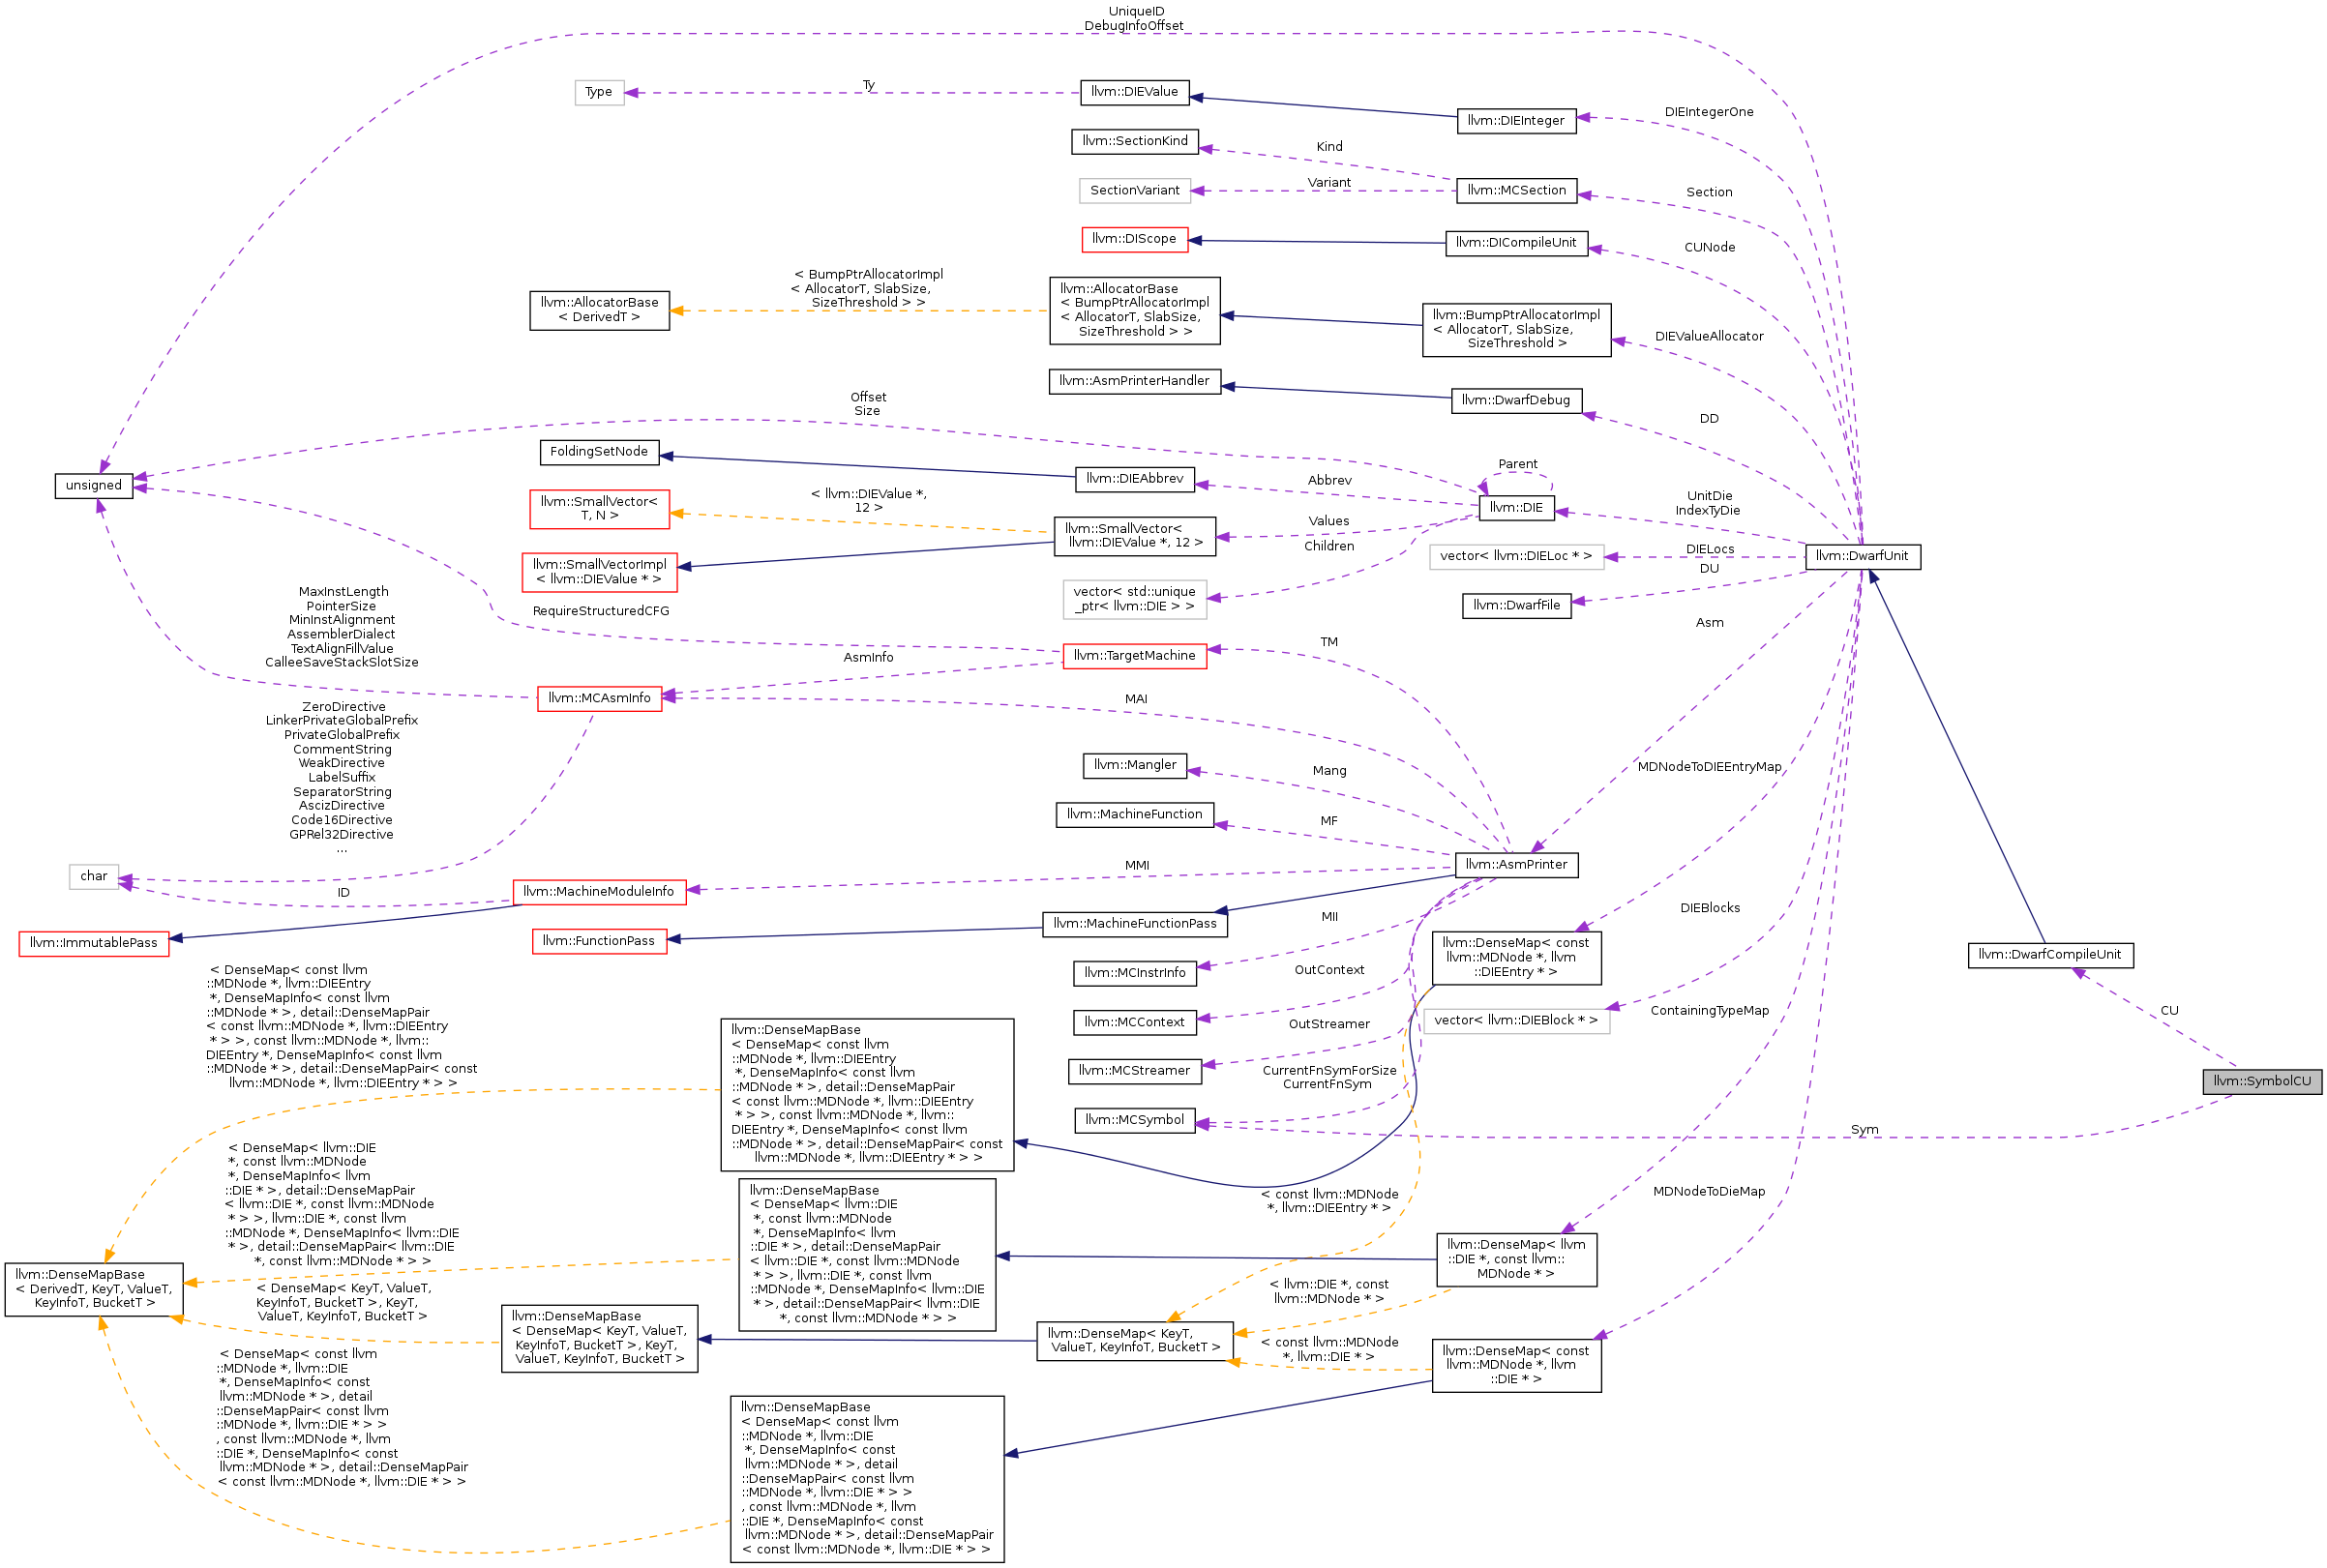 UniqueID
DebugInfoOffset
Type
Ty
llvm::DIEValue
llvm::DIEInteger
DIEIntegerOne
llvm::SectionKind
Kind
SectionVariant
Variant
llvm::MCSection
Section
llvm::DIScope
llvm::DICompileUnit
CUNode
llvm::AllocatorBase
< DerivedT >
< BumpPtrAllocatorImpl
< AllocatorT, SlabSize,
SizeThreshold > >
llvm::AllocatorBase
< BumpPtrAllocatorImpl
< AllocatorT, SlabSize,
SizeThreshold > >
llvm::BumpPtrAllocatorImpl
< AllocatorT, SlabSize,
SizeThreshold >
DIEValueAllocator
llvm::AsmPrinterHandler
llvm::DwarfDebug
DD
Offset
Size
FoldingSetNode
llvm::DIEAbbrev
Abbrev
Parent
llvm::DIE
UnitDie
IndexTyDie
unsigned
llvm::SmallVector<
T, N >
< llvm::DIEValue *,
12 >
llvm::SmallVector<
llvm::DIEValue *, 12 >
Values
Children
llvm::SmallVectorImpl
< llvm::DIEValue * >
vector< std::unique
_ptr< llvm::DIE > >
vector< llvm::DIELoc * >
DIELocs
DU
llvm::DwarfFile
llvm::DwarfUnit
MaxInstLength
PointerSize
MinInstAlignment
AssemblerDialect
TextAlignFillValue
CalleeSaveStackSlotSize
RequireStructuredCFG
AsmInfo
llvm::TargetMachine
TM
Asm
llvm::MCAsmInfo
MAI
ZeroDirective
LinkerPrivateGlobalPrefix
PrivateGlobalPrefix
CommentString
WeakDirective
LabelSuffix
SeparatorString
AscizDirective
Code16Directive
GPRel32Directive
...
llvm::Mangler
Mang
MDNodeToDIEEntryMap
llvm::MachineFunction
MF
llvm::AsmPrinter
char
ID
llvm::MachineModuleInfo
MMI
llvm::ImmutablePass
llvm::FunctionPass
llvm::MachineFunctionPass
MII
DIEBlocks
llvm::MCInstrInfo
OutContext
llvm::DenseMap< const
llvm::MDNode *, llvm
::DIEEntry * >
llvm::DwarfCompileUnit
CU
llvm::MCContext
OutStreamer
vector< llvm::DIEBlock * >
ContainingTypeMap
llvm::MCStreamer
CurrentFnSymForSize
CurrentFnSym
llvm::SymbolCU
llvm::MCSymbol
Sym
< DenseMap< const llvm
::MDNode *, llvm::DIEEntry
*, DenseMapInfo< const llvm
::MDNode * >, detail::DenseMapPair
< const llvm::MDNode *, llvm::DIEEntry
* > >, const llvm::MDNode *, llvm::
DIEEntry *, DenseMapInfo< const llvm
::MDNode * >, detail::DenseMapPair< const
llvm::MDNode *, llvm::DIEEntry * > >
llvm::DenseMapBase
< DenseMap< const llvm
::MDNode *, llvm::DIEEntry
*, DenseMapInfo< const llvm
::MDNode * >, detail::DenseMapPair
< const llvm::MDNode *, llvm::DIEEntry
* > >, const llvm::MDNode *, llvm::
DIEEntry *, DenseMapInfo< const llvm
::MDNode * >, detail::DenseMapPair< const
llvm::MDNode *, llvm::DIEEntry * > >
< DenseMap< llvm::DIE
*, const llvm::MDNode
*, DenseMapInfo< llvm
::DIE * >, detail::DenseMapPair
< llvm::DIE *, const llvm::MDNode
* > >, llvm::DIE *, const llvm
::MDNode *, DenseMapInfo< llvm::DIE
* >, detail::DenseMapPair< llvm::DIE
*, const llvm::MDNode * > >
llvm::DenseMapBase
< DenseMap< llvm::DIE
*, const llvm::MDNode
*, DenseMapInfo< llvm
::DIE * >, detail::DenseMapPair
< llvm::DIE *, const llvm::MDNode
* > >, llvm::DIE *, const llvm
::MDNode *, DenseMapInfo< llvm::DIE
* >, detail::DenseMapPair< llvm::DIE
*, const llvm::MDNode * > >
< const llvm::MDNode
*, llvm::DIEEntry * >
MDNodeToDieMap
llvm::DenseMap< llvm
::DIE *, const llvm::
MDNode * >
llvm::DenseMapBase
< DerivedT, KeyT, ValueT,
KeyInfoT, BucketT >
< DenseMap< KeyT, ValueT,
KeyInfoT, BucketT >, KeyT,
ValueT, KeyInfoT, BucketT >
llvm::DenseMapBase
< DenseMap< KeyT, ValueT,
KeyInfoT, BucketT >, KeyT,
ValueT, KeyInfoT, BucketT >
< llvm::DIE *, const
llvm::MDNode * >
llvm::DenseMap< KeyT,
ValueT, KeyInfoT, BucketT >
< const llvm::MDNode
*, llvm::DIE * >
llvm::DenseMap< const
llvm::MDNode *, llvm
::DIE * >
< DenseMap< const llvm
::MDNode *, llvm::DIE
*, DenseMapInfo< const
llvm::MDNode * >, detail
::DenseMapPair< const llvm
::MDNode *, llvm::DIE * > >
, const llvm::MDNode *, llvm
::DIE *, DenseMapInfo< const
llvm::MDNode * >, detail::DenseMapPair
< const llvm::MDNode *, llvm::DIE * > >
llvm::DenseMapBase
< DenseMap< const llvm
::MDNode *, llvm::DIE
*, DenseMapInfo< const
llvm::MDNode * >, detail
::DenseMapPair< const llvm
::MDNode *, llvm::DIE * > >
, const llvm::MDNode *, llvm
::DIE *, DenseMapInfo< const
llvm::MDNode * >, detail::DenseMapPair
< const llvm::MDNode *, llvm::DIE * > >